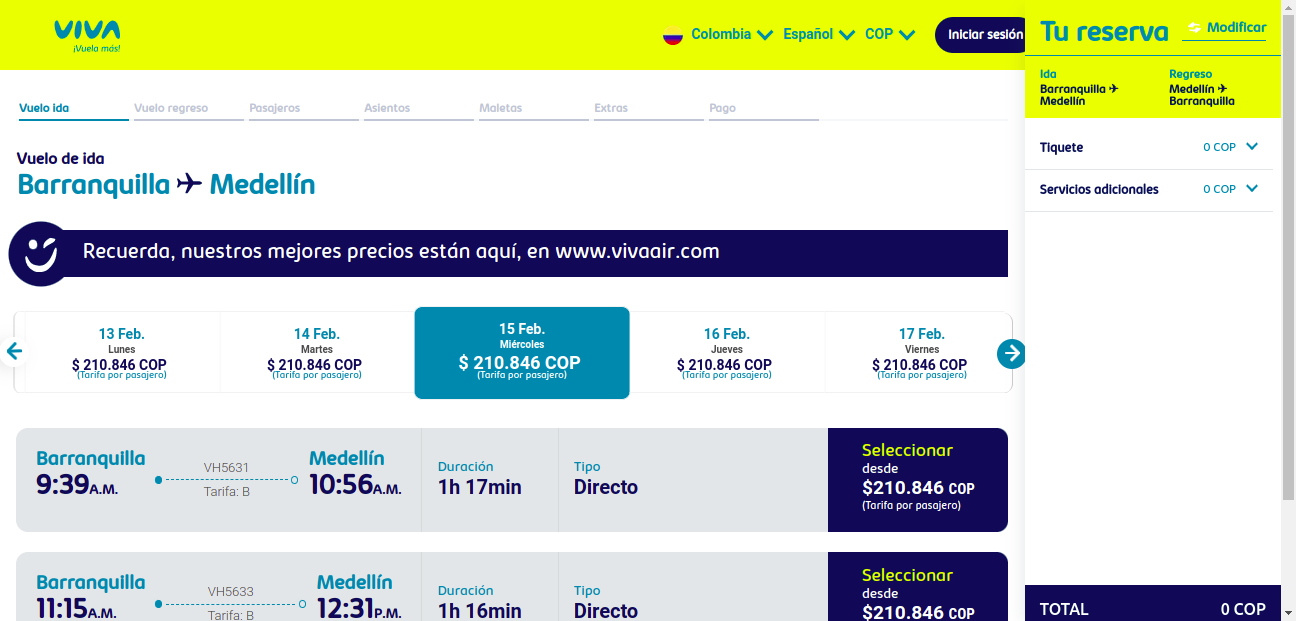 VIVA
¡Vuela más!
Colombia Español COP
Iniciar sesión
Tu reserva Modificar
Ida Regreso
Barranquilla ✈ Medellín ✈
Medellín Barranquilla
Vuelo ida Vuelo regreso Pasajeros Asientos Maletas Extras Pago
Tiquete 0 COP
Servicios adicionales 0 COP
Vuelo de ida
Barranquilla ✈ Medellín
Recuerda, nuestros mejores precios están aquí, en www.vivaair.com
13 Feb. 14 Feb. 15 Feb. 16 Feb. 17 Feb.
Lunes Martes Miércoles Jueves Viernes
$ 210.846 COP $ 210.846 COP $ 210.846 COP $ 210.846 COP $ 210.846 COP
(Tarifa por pasajero) (Tarifa por pasajero) (Tarifa por pasajero) (Tarifa por pasajero) (Tarifa por pasajero)
Barranquilla Medellín
9:39A.M. 10:56A.M.
VH5631
Tarifa: B
Duración
1h 17min
Tipo
Directo
Seleccionar
desde
$210.846 COP
(Tarifa por pasajero)
Barranquilla Medellín
11:15A.M. 12:31P.M.
VH5633
Tarifa: B
Duración
1h 16min
Tipo
Directo
Seleccionar
desde
$210.846 COP
TOTAL 0 COP